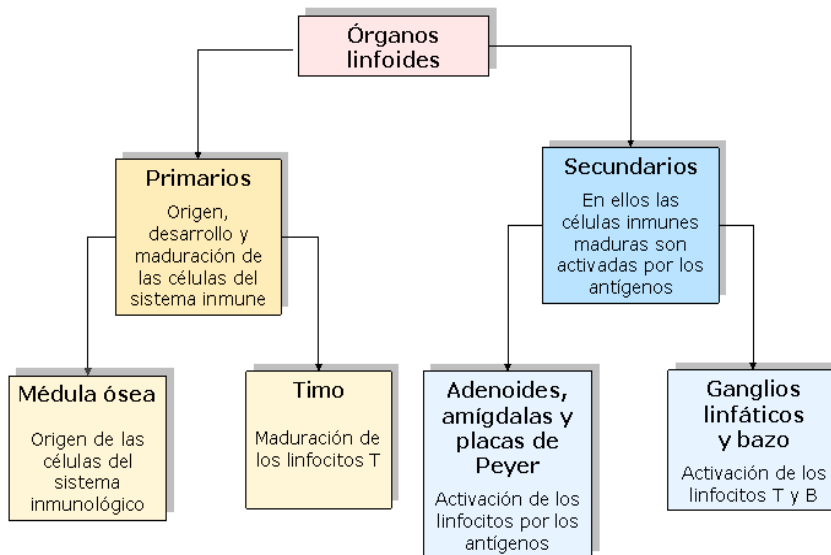 Órganos
linfoides
Primarios
Origen,
desarrollo y
maduración de
las células del
sistema inmune
Secundarios
En ellos las
células inmunes
maduras son
activadas por los
antígenos
Médula ósea
Origen de las
células del
sistema
inmunológico
Timo
Maduración de
los linfocitos T
Adenoides,
amígdalas y
placas de
Peyer
Activación de los
linfocitos por los
antígenos
Ganglios
linfáticos
y bazo
Activación de los
linfocitos T y B